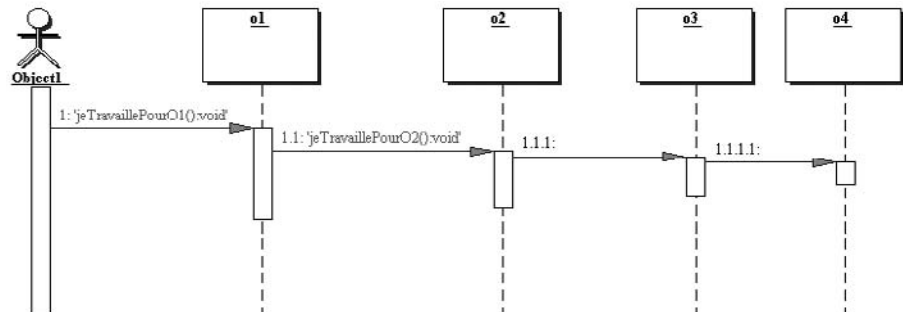 o1
o2
o3
o4
Object1
1: 'jeTravaillePourO1():void'
1.1: 'jeTravaillePourO2():void'
1.1.1:
1.1.1.1: